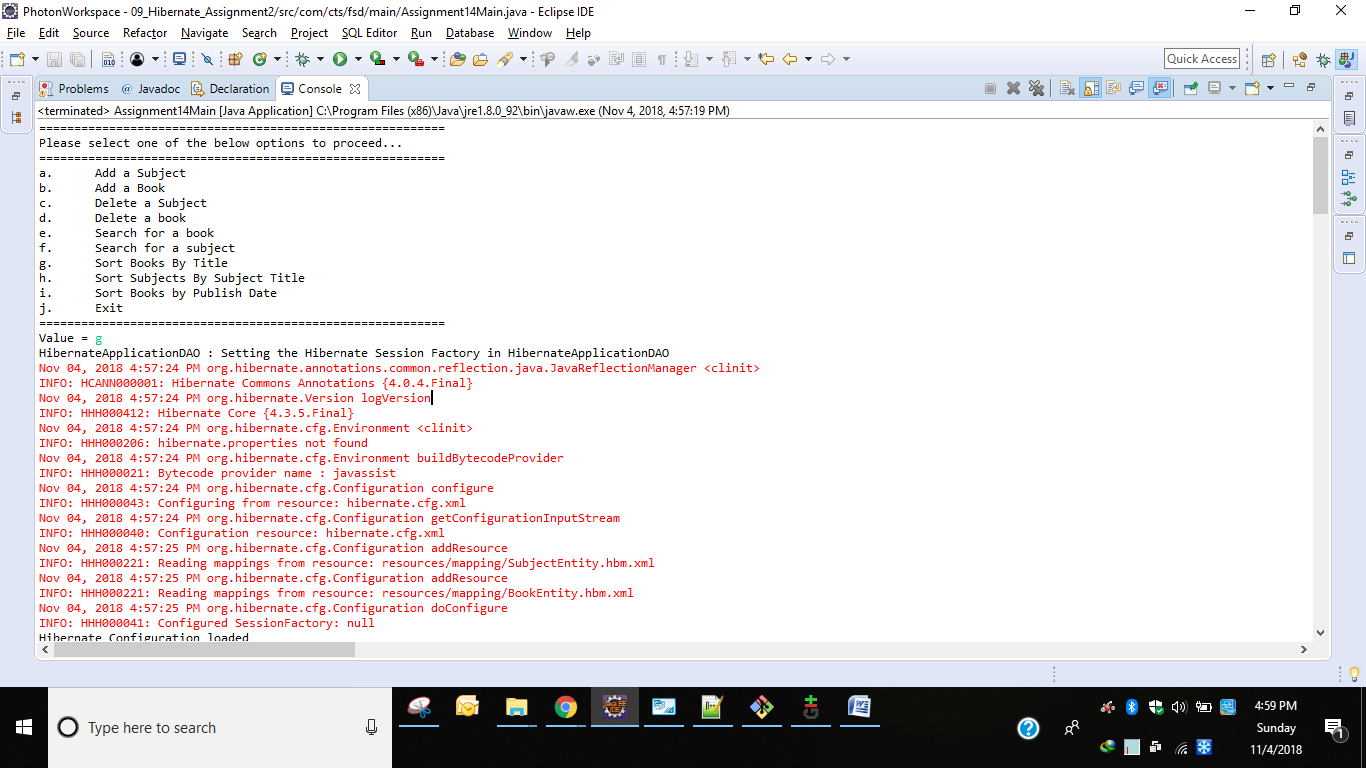 PhotonWorkspace - 09_Hibernate_Assignment2/src/com/cts/fsd/main/Assignment14Main.java - Eclipse IDE
File Edit Source Refactor Navigate Search Project SQL Editor Run Database Window Help
Quick Access
Problems @ Javadoc Declaration Console
<terminated> Assignment14Main [Java Application] C:\Program Files (x86)\Java\jre1.8.0_92\bin\javaw.exe (Nov 4, 2018, 4:57:19 PM)
==========================================================
Please select one of the below options to proceed...
==========================================================
a. Add a Subject
b. Add a Book
c. Delete a Subject
d. Delete a book
e. Search for a book
f. Search for a subject
g. Sort Books By Title
h. Sort Subjects By Subject Title
i. Sort Books by Publish Date
j. Exit
==========================================================
Value = g
HibernateApplicationDAO : Setting the Hibernate Session Factory in HibernateApplicationDAO
Nov 04, 2018 4:57:24 PM org.hibernate.annotations.common.reflection.java.JavaReflectionManager <clinit>
INFO: HCANN000001: Hibernate Commons Annotations {4.0.4.Final}
Nov 04, 2018 4:57:24 PM org.hibernate.Version logVersion
INFO: HHH000412: Hibernate Core {4.3.5.Final}
Nov 04, 2018 4:57:24 PM org.hibernate.cfg.Environment <clinit>
INFO: HHH000206: hibernate.properties not found
Nov 04, 2018 4:57:24 PM org.hibernate.cfg.Environment buildBytecodeProvider
INFO: HHH000021: Bytecode provider name : javassist
Nov 04, 2018 4:57:24 PM org.hibernate.cfg.Configuration configure
INFO: HHH000043: Configuring from resource: hibernate.cfg.xml
Nov 04, 2018 4:57:24 PM org.hibernate.cfg.Configuration getConfigurationInputStream
INFO: HHH000040: Configuration resource: hibernate.cfg.xml
Nov 04, 2018 4:57:25 PM org.hibernate.cfg.Configuration addResource
INFO: HHH000221: Reading mappings from resource: resources/mapping/SubjectEntity.hbm.xml
Nov 04, 2018 4:57:25 PM org.hibernate.cfg.Configuration addResource
INFO: HHH000221: Reading mappings from resource: resources/mapping/BookEntity.hbm.xml
Nov 04, 2018 4:57:25 PM org.hibernate.cfg.Configuration doConfigure
INFO: HHH000041: Configured SessionFactory: null
Hibernate Configuration loaded
Type here to search
4:59 PM
Sunday
11/4/2018
1